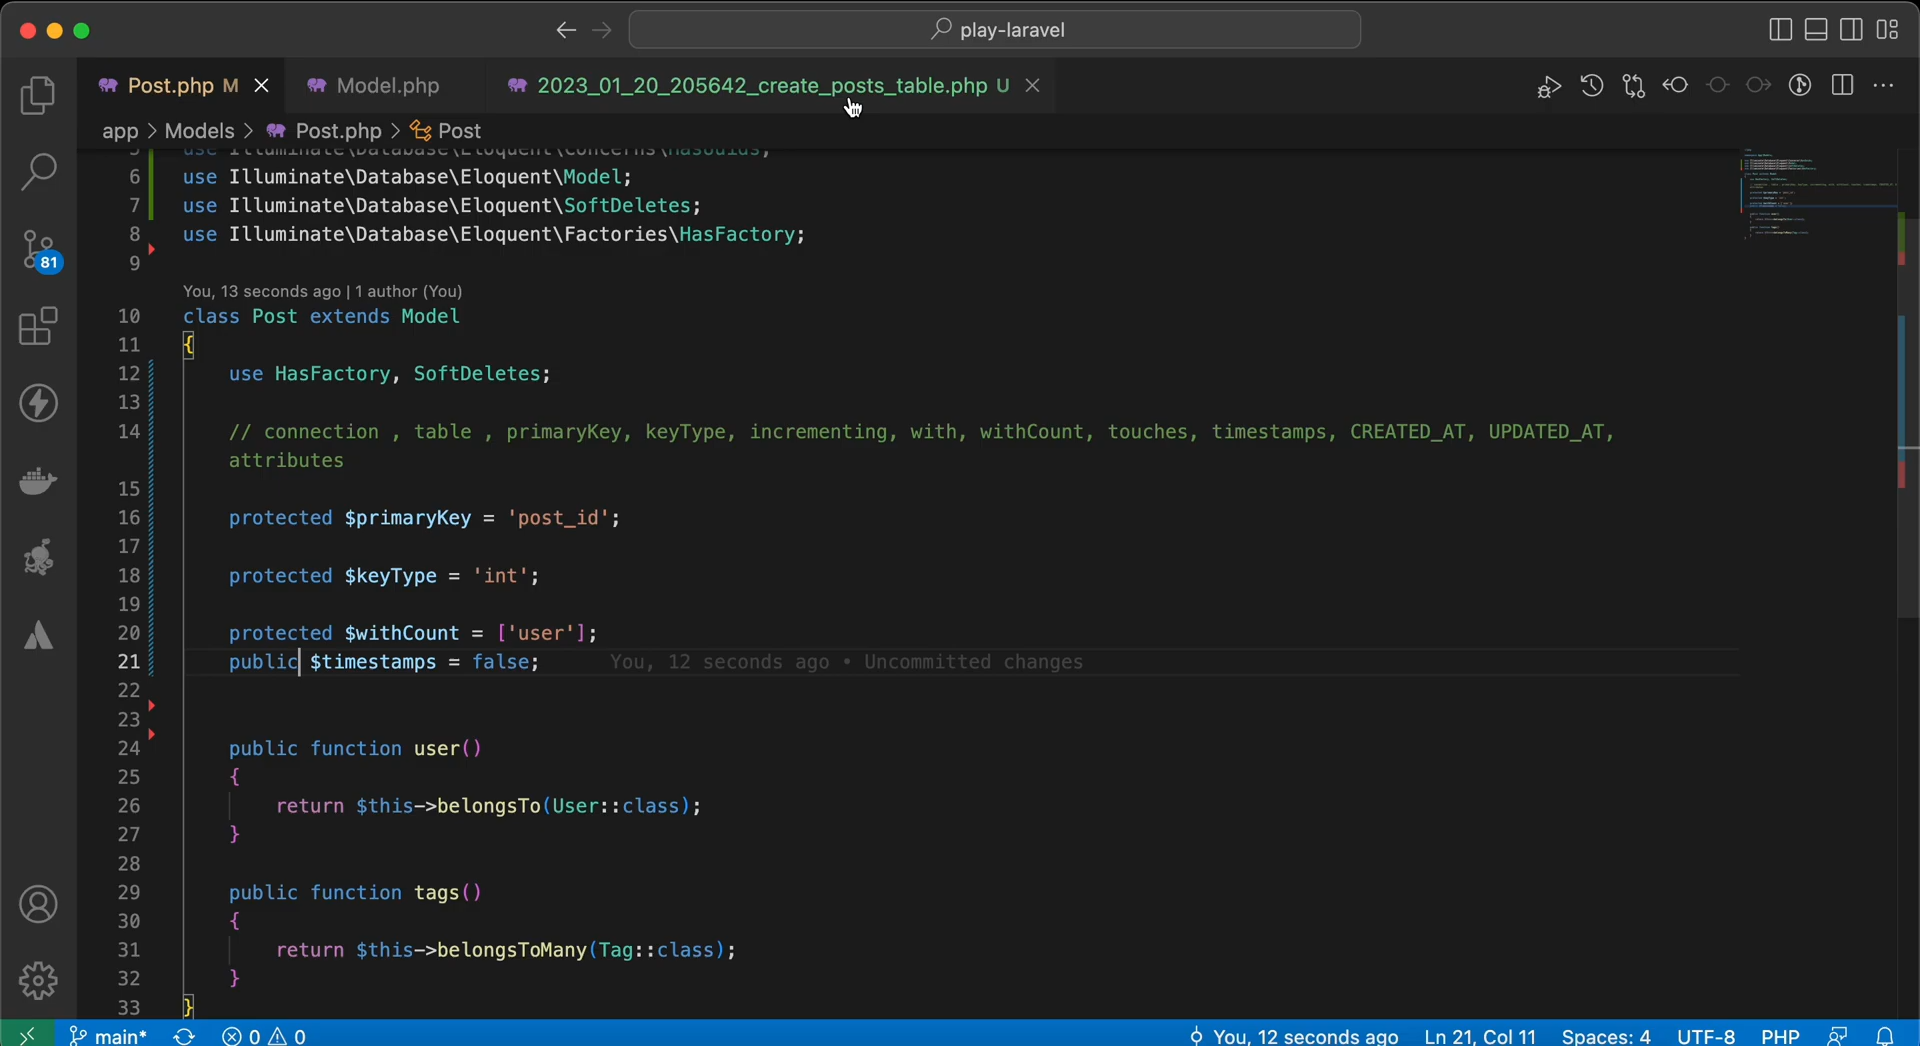 play-laravel
Post.php M
Model.php
2023_01_20_205642_create_posts_table.php U
app > Models > Post.php > Post
5 use Illuminate\Database\Eloquent\Concerns\HasUuids;
6 use Illuminate\Database\Eloquent\Model;
7 use Illuminate\Database\Eloquent\SoftDeletes;
8 use Illuminate\Database\Eloquent\Factories\HasFactory;
9
You, 13 seconds ago | 1 author (You)
10 class Post extends Model
11 {
12 use HasFactory, SoftDeletes;
13
14 // connection , table , primaryKey, keyType, incrementing, with, withCount, touches, timestamps, CREATED_AT, UPDATED_AT,
attributes
15
16 protected $primaryKey = 'post_id';
17
18 protected $keyType = 'int';
19
20 protected $withCount = ['user'];
21 public $timestamps = false; You, 12 seconds ago • Uncommitted changes
22
23
24 public function user()
25 {
26 return $this->belongsTo(User::class);
27 }
28
29 public function tags()
30 {
31 return $this->belongsToMany(Tag::class);
32 }
33 }
81
main* 0 0 You, 12 seconds ago Ln 21, Col 11 Spaces: 4 UTF-8 PHP